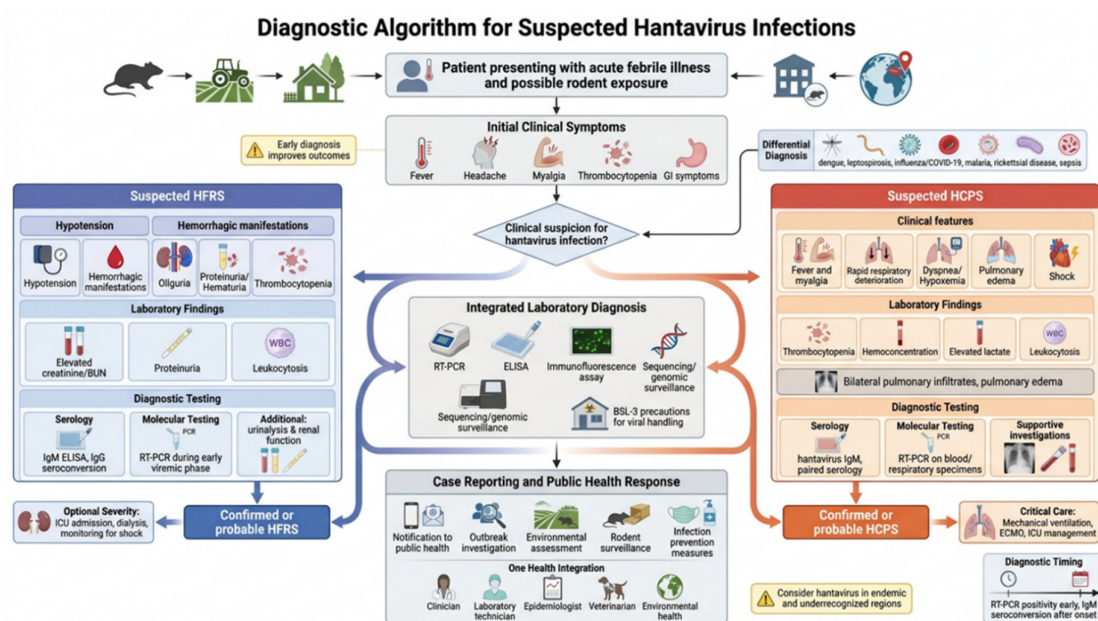 Diagnostic Algorithm for Suspected Hantavirus Infections
Patient presenting with acute febrile illness
and possible rodent exposure
Early diagnosis
improves outcomes
Initial Clinical Symptoms
Fever
Headache
Myalgia
Thrombocytopenia
GI symptoms
Differential
Diagnosis
dengue, leptospirosis, influenza/COVID-19, malaria, rickettsial disease, sepsis
Clinical suspicion for
hantavirus infection?
Suspected HFRS
Hypotension
Hemorrhagic manifestations
Hypotension
Hemorrhagic
manifestations
Oliguria
Proteinuria/
Hematuria
Thrombocytopenia
Laboratory Findings
WBC
Elevated
creatinine/BUN
Proteinuria
Leukocytosis
Diagnostic Testing
Serology
IgM ELISA, IgG
seroconversion
Molecular Testing
PCR
RT-PCR during early
viremic phase
Additional:
urinalysis & renal
function
Optional Severity:
ICU admission, dialysis,
monitoring for shock
Confirmed or
probable HFRS
Integrated Laboratory Diagnosis
RT-PCR
ELISA
Immunofluorescence
assay
Sequencing/
genomic
surveillance
Sequencing/genomic
surveillance
BSL-3 precautions
for viral handling
Case Reporting and Public Health Response
Notification to
public health
Outbreak
investigation
Environmental
assessment
Rodent
surveillance
Infection
prevention
measures
One Health Integration
Clinician
Laboratory
technician
Epidemiologist
Veterinarian
Environmental
health
Suspected HCPS
Clinical features
Fever and
myalgia
Rapid respiratory
deterioration
Dyspnea/
Hypoxemia
Pulmonary
edema
Shock
Laboratory Findings
weC
Thrombocytopenia
Hemoconcentration
Elevated lactate
Leukocytosis
Bilateral pulmonary infiltrates, pulmonary edema
Diagnostic Testing
Serology
hantavirus IgM,
paired serology
Molecular Testing
PCR
RT-PCR on blood/
respiratory specimens
Supportive
investigations
Confirmed or
probable HCPS
Critical Care:
Mechanical ventilation,
ECMO, ICU management
Consider hantavirus in endemic
and underrecognized regions
Diagnostic Timing
RT-PCR positivity early, IgM
seroconversion after onset